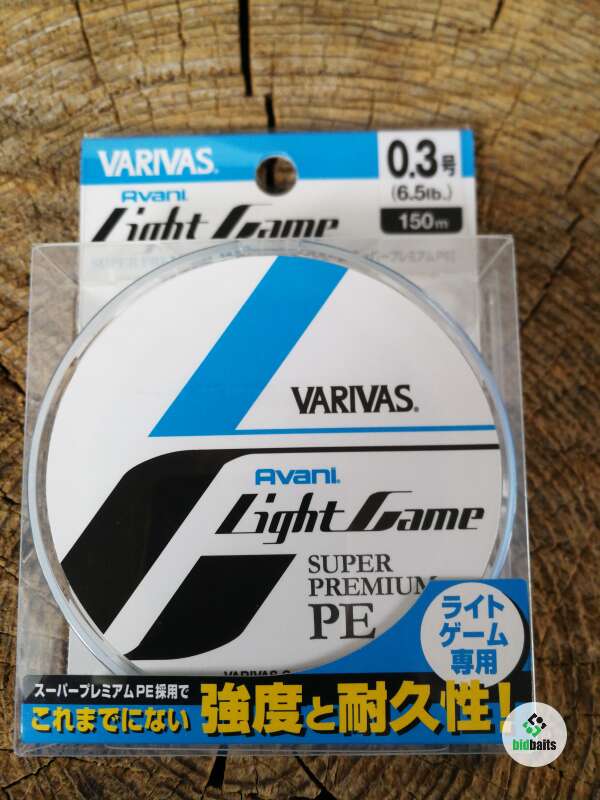 VARIVAS®
0.3号
(6.5lb.)
150m
Avani®
Light Game
VARIVAS®
Avani®
Light Game
SUPER
PREMIUM
PE
ライト
ゲーム
専用
スーパープレミアムPE採用で
これまでにない 強度と耐久性!
bidbaits